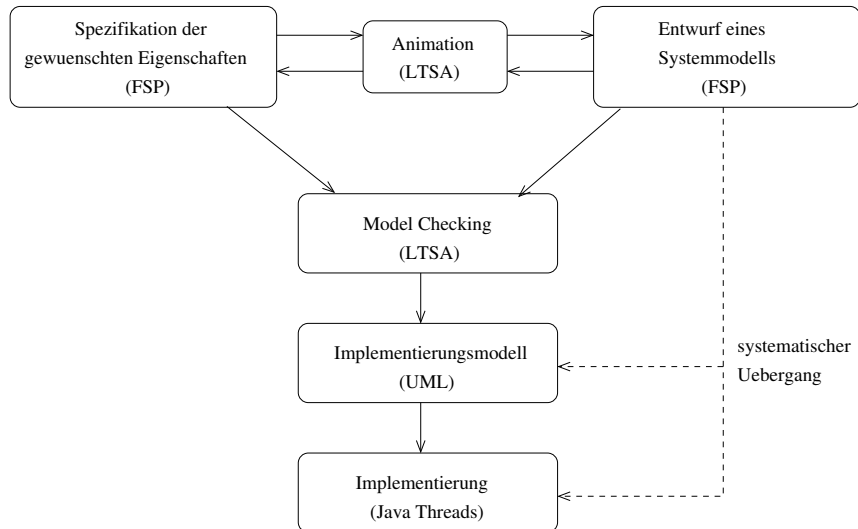 Spezifikation der
gewuenschten Eigenschaften
(FSP)
Animation
(LTSA)
Entwurf eines
Systemmodells
(FSP)
Model Checking
(LTSA)
Implementierungsmodell
(UML)
systematischer
Uebergang
Implementierung
(Java Threads)